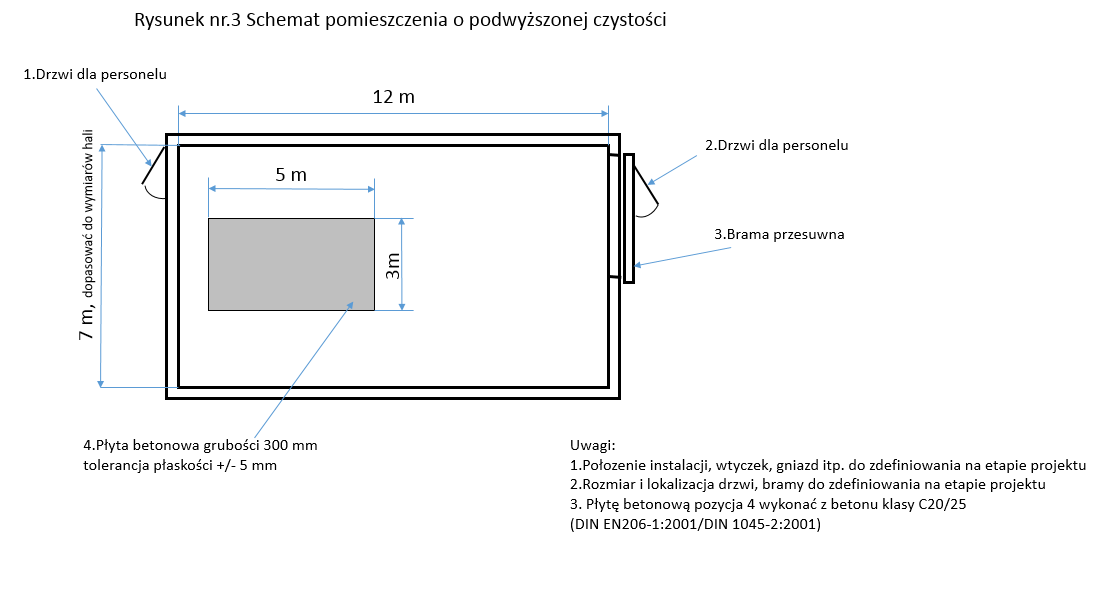 Rysunek nr.3 Schemat pomieszczenia o podwyższonej czystości
1.Drzwi dla personelu
12 m
2.Drzwi dla personelu
5 m
3.Brama przesuwna
3m
7 m, dopasować do wymiarów hali
4.Płyta betonowa grubości 300 mm
tolerancja płaskości +/- 5 mm
Uwagi:
1.Położenie instalacji, wtyczek, gniazd itp. do zdefiniowania na etapie projektu
2.Rozmiar i lokalizacja drzwi, bramy do zdefiniowania na etapie projektu
3. Płytę betonową pozycja 4 wykonać z betonu klasy C20/25
(DIN EN206-1:2001/DIN 1045-2:2001)